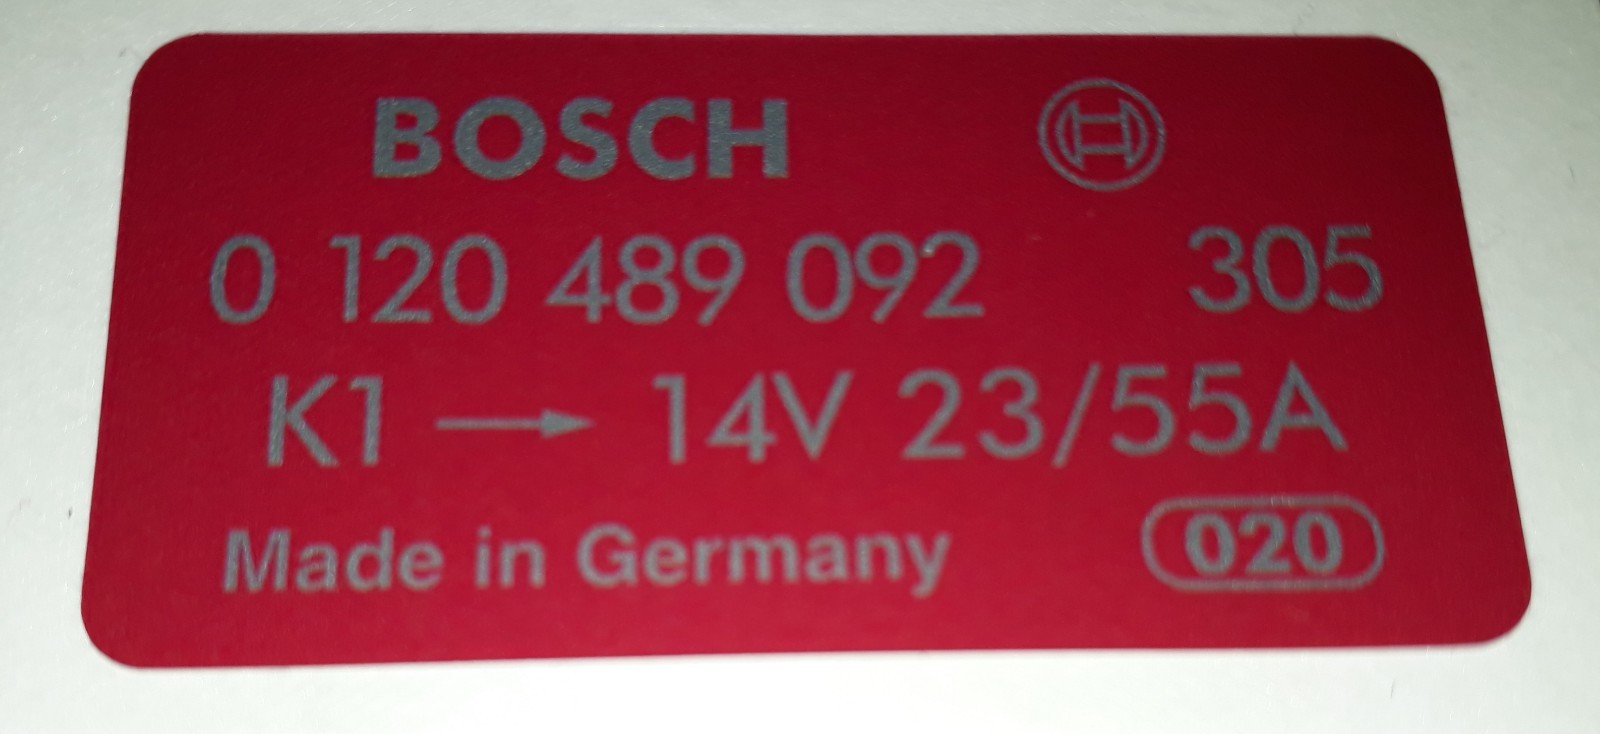 BOSCH
0 120 489 092 305
K1 → 14V 23/55A
Made in Germany 020